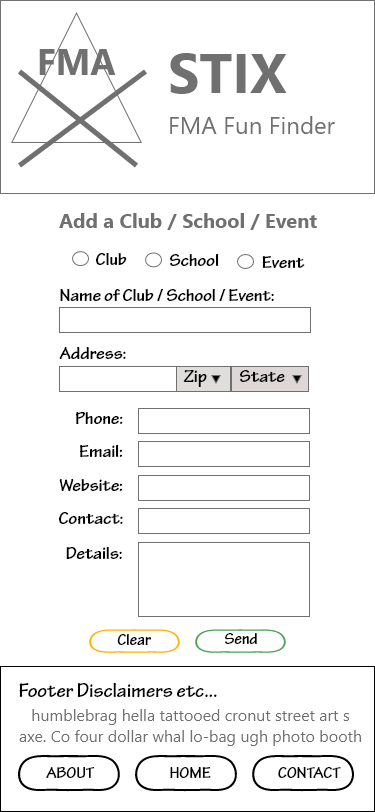 FMA
STIX
FMA Fun Finder
Add a Club / School / Event
Club School Event
Name of Club / School / Event:
Address:
Zip ▼ State ▼
Phone:
Email:
Website:
Contact:
Details:
Clear Send
Footer Disclaimers etc...
humblebrag hella tattooed cronut street art s
axe. Co four dollar whal lo-bag ugh photo booth
ABOUT HOME CONTACT